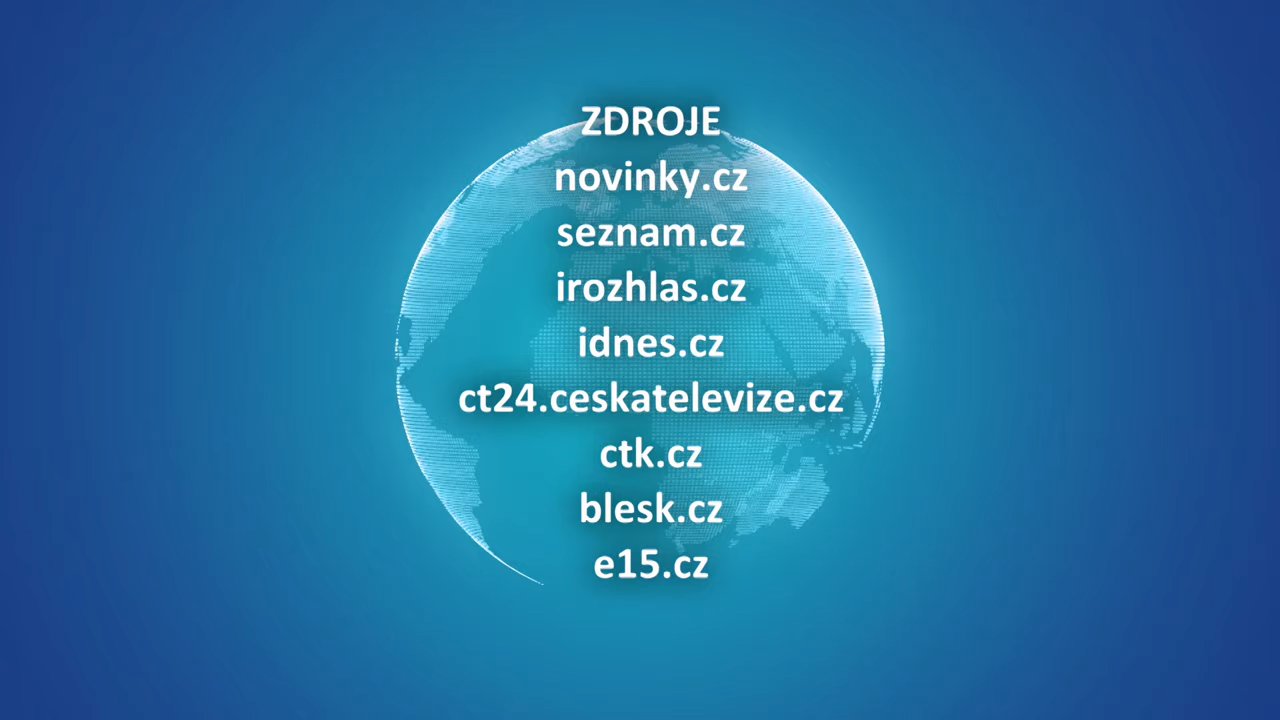 ZDROJE
novinky.cz
seznam.cz
irozhlas.cz
idnes.cz
ct24.ceskatelevize.cz
ctk.cz
blesk.cz
e15.cz